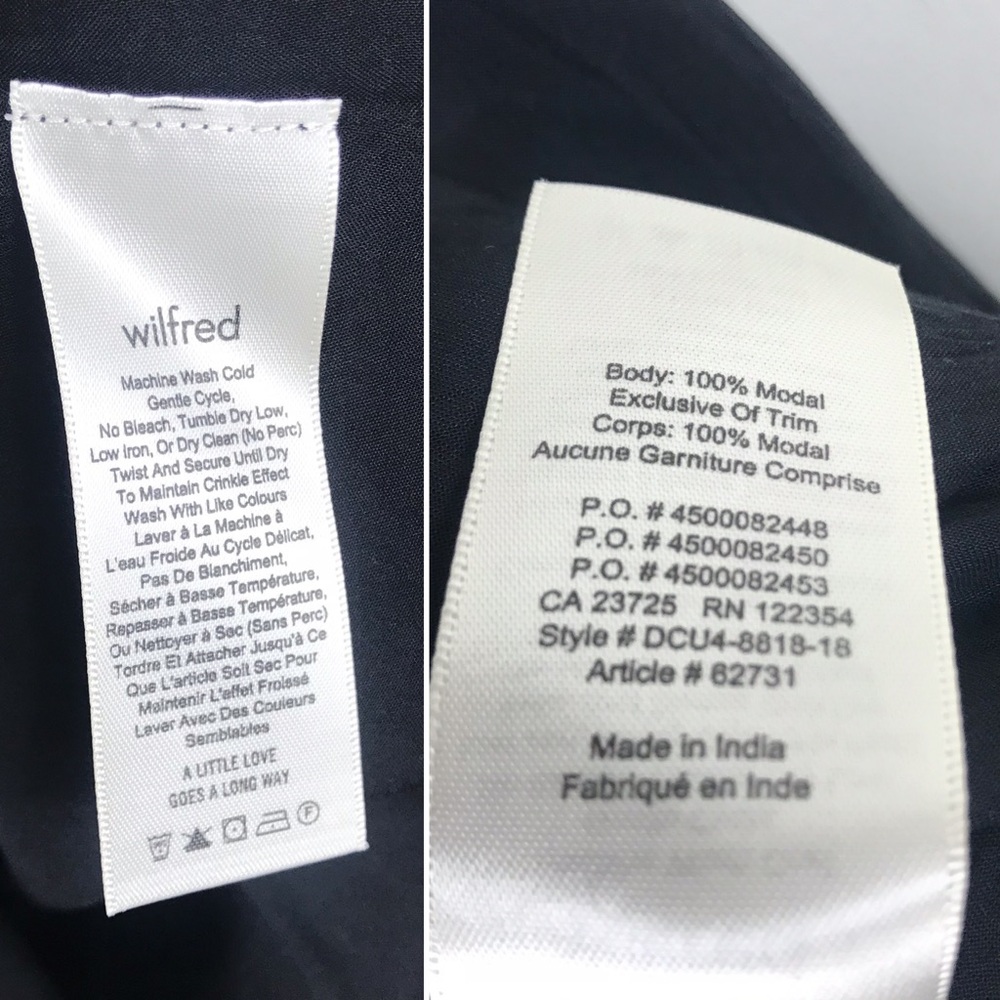 wilfred
Machine Wash Cold
Gentle Cycle,
No Bleach, Tumble Dry Low,
Low Iron, Or Dry Clean (No Perc)
Twist And Secure Until Dry
To Maintain Crinkle Effect
Wash With Like Colours
Laver à La Machine à
L'eau Froide Au Cycle Délicat,
Pas De Blanchiment,
Sécher à Basse Température,
Repasser à Basse Température,
Ou Nettoyer à Sec (Sans Perc)
Tordre Et Attacher Jusqu'à Ce
Que L'article Soit Sec Pour
Maintenir L'effet Froissé
Laver Avec Des Couleurs
Semblables
A LITTLE LOVE
GOES A LONG WAY
F
Body: 100% Modal
Exclusive Of Trim
Corps: 100% Modal
Aucune Garniture Comprise
P.O. # 4500082448
P.O. # 4500082450
P.O. # 4500082453
CA 23725 RN 122354
Style # DCU4-8818-18
Article # 62731
Made in India
Fabriqué en Inde